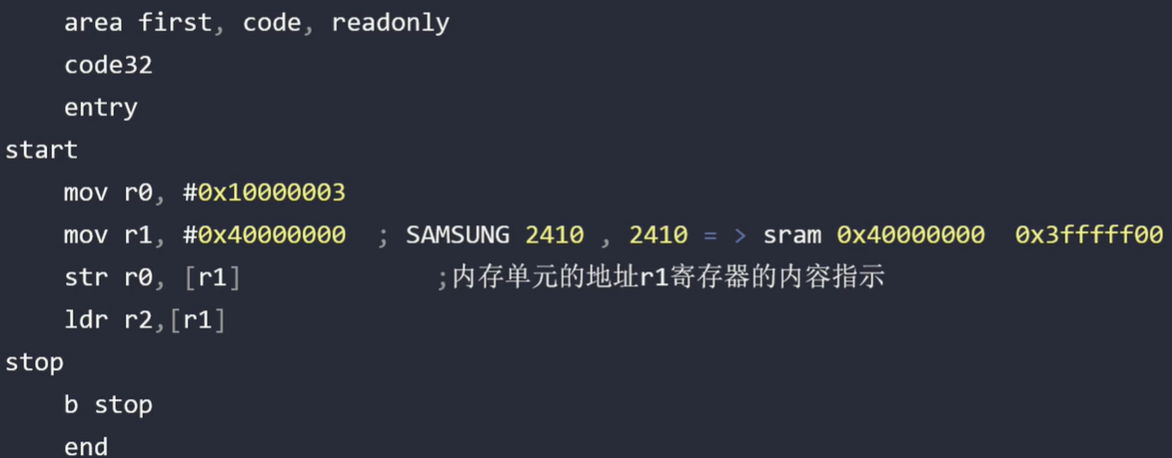 area first, code, readonly
code32
entry
start
mov r0, #0x10000003
mov r1, #0x40000000 ; SAMSUNG 2410 , 2410 = > sram 0x40000000 0x3fffff00
str r0, [r1] ;内存单元的地址r1寄存器的内容指示
ldr r2,[r1]
stop
b stop
end